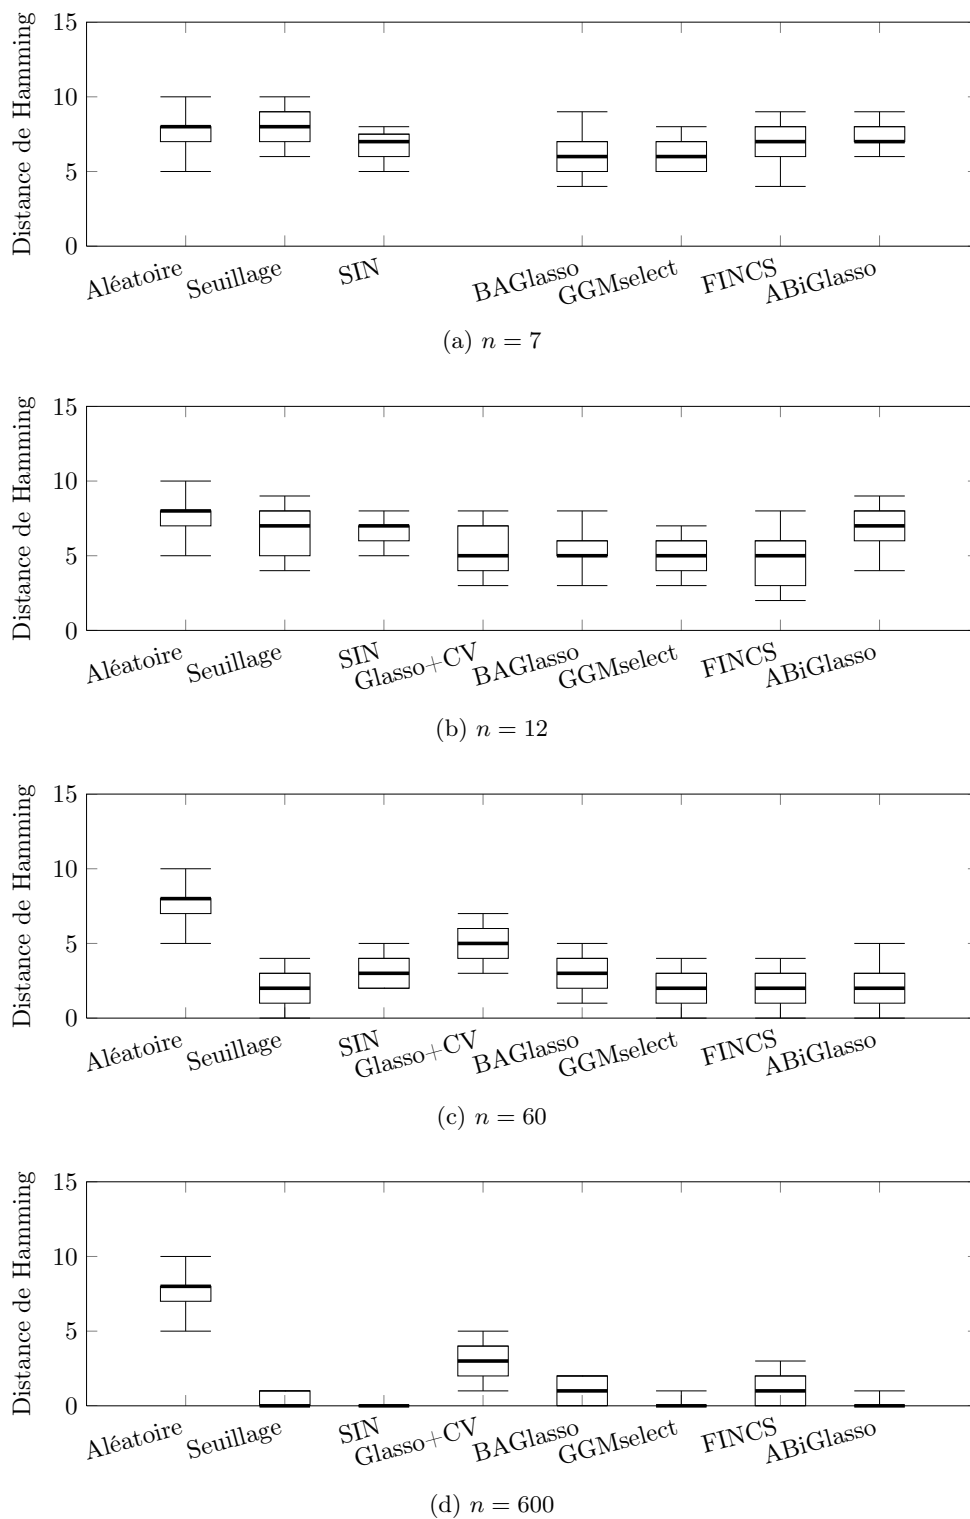 Distance de Hamming
15
10
5
0
Aléatoire
Seuillage
SIN
BAGlasso
GGMselect
FINCS
ABiGlasso
(a) n = 7
Distance de Hamming
15
10
5
0
Aléatoire
Seuillage
SIN
Glasso+CV
BAGlasso
GGMselect
FINCS
ABiGlasso
(b) n = 12
Distance de Hamming
15
10
5
0
Aléatoire
Seuillage
SIN
Glasso+CV
BAGlasso
GGMselect
FINCS
ABiGlasso
(c) n = 60
Distance de Hamming
15
10
5
0
Aléatoire
Seuillage
SIN
Glasso+CV
BAGlasso
GGMselect
FINCS
ABiGlasso
(d) n = 600